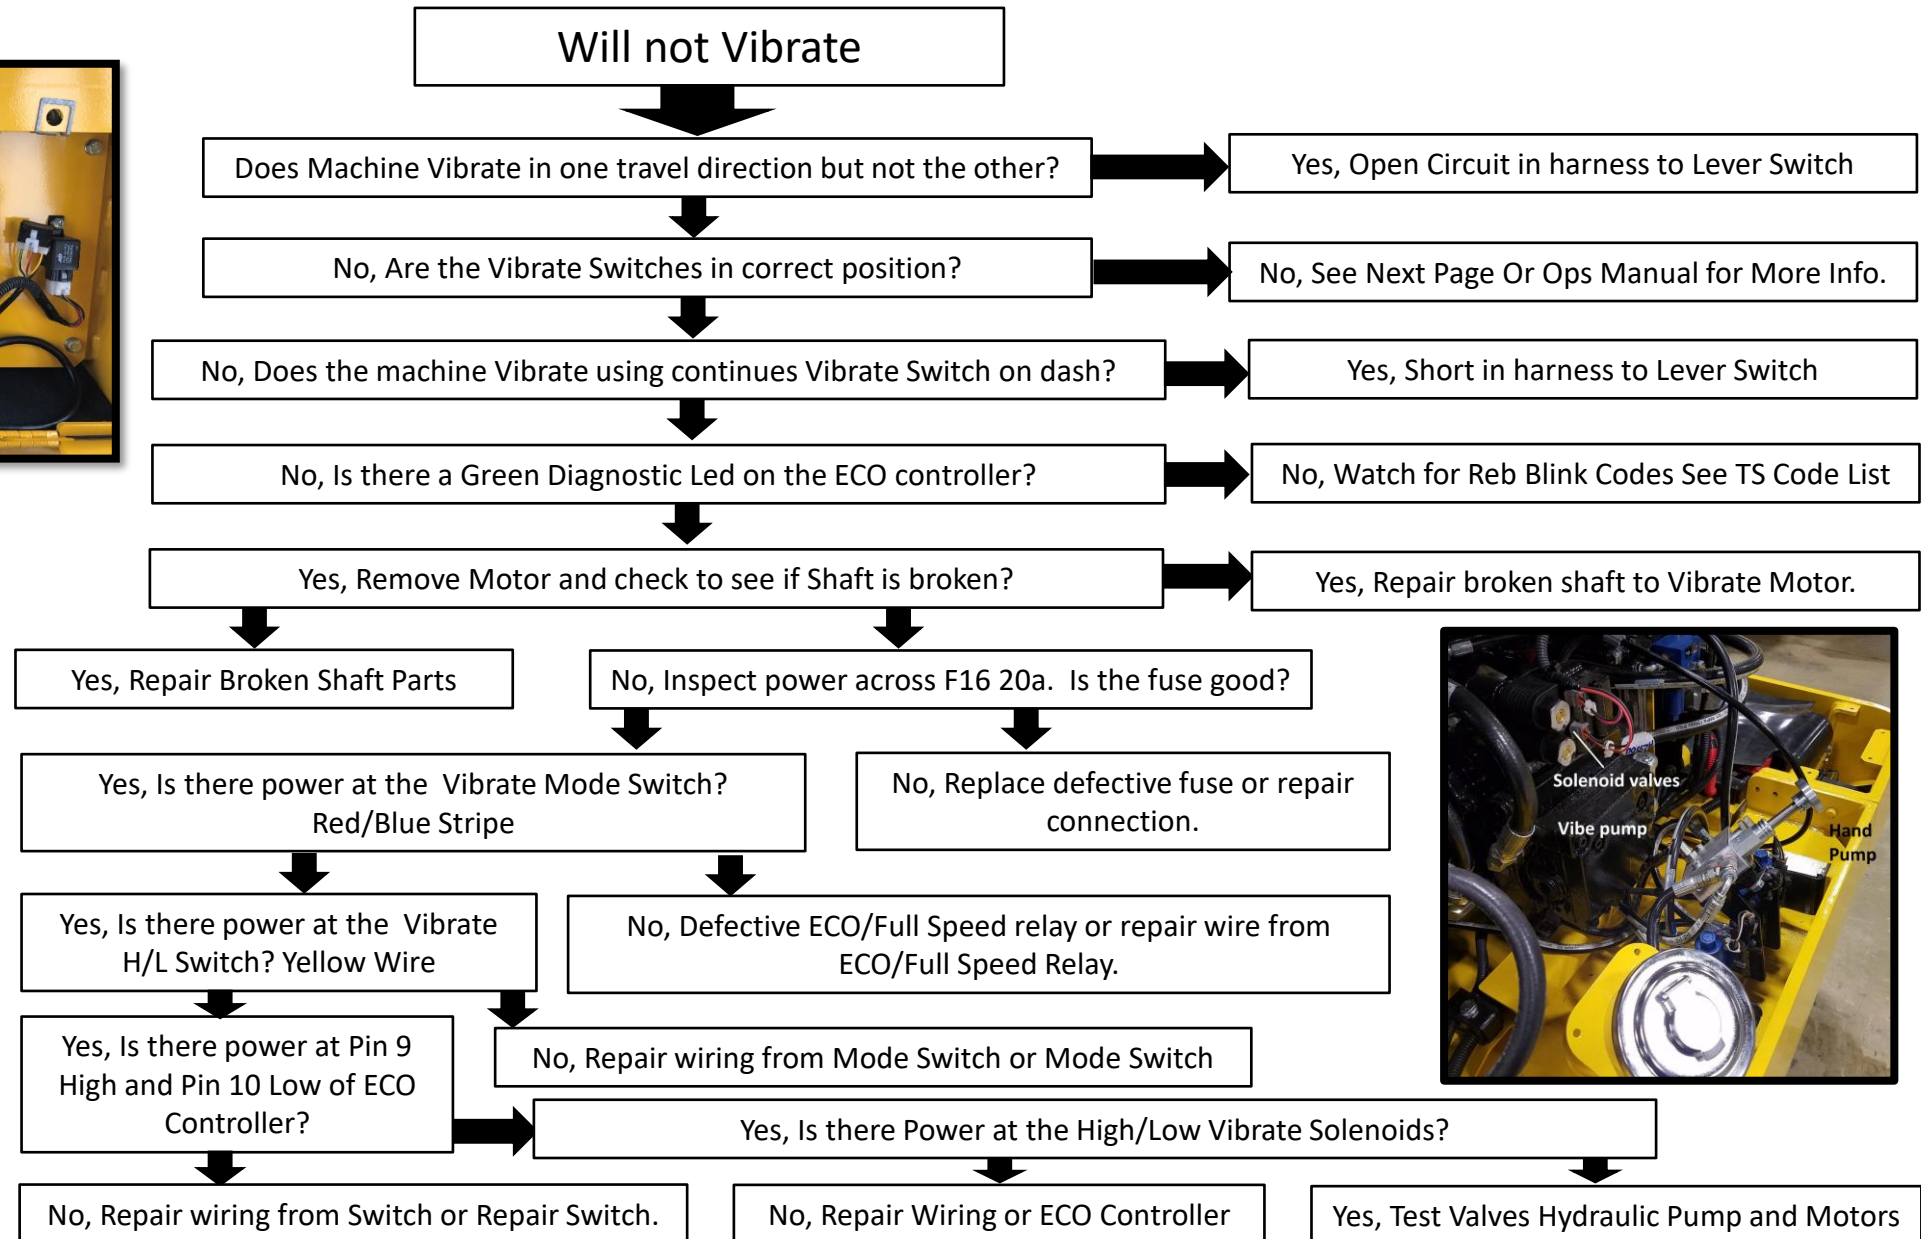 Will not Vibrate
Does Machine Vibrate in one travel direction but not the other?
Yes, Open Circuit in harness to Lever Switch
No, Are the Vibrate Switches in correct position?
No, See Next Page Or Ops Manual for More Info.
No, Does the machine Vibrate using continues Vibrate Switch on dash?
Yes, Short in harness to Lever Switch
No, Is there a Green Diagnostic Led on the ECO controller?
No, Watch for Reb Blink Codes See TS Code List
Yes, Remove Motor and check to see if Shaft is broken?
Yes, Repair broken shaft to Vibrate Motor.
Yes, Repair Broken Shaft Parts
No, Inspect power across F16 20a. Is the fuse good?
Yes, Is there power at the Vibrate Mode Switch?
Red/Blue Stripe
No, Replace defective fuse or repair
connection.
Solenoid valves
Vibe pump
Hand
Pump
Yes, Is there power at the Vibrate
H/L Switch? Yellow Wire
No, Defective ECO/Full Speed relay or repair wire from
ECO/Full Speed Relay.
Yes, Is there power at Pin 9
High and Pin 10 Low of ECO
Controller?
No, Repair wiring from Mode Switch or Mode Switch
Yes, Is there Power at the High/Low Vibrate Solenoids?
No, Repair wiring from Switch or Repair Switch.
No, Repair Wiring or ECO Controller
Yes, Test Valves Hydraulic Pump and Motors